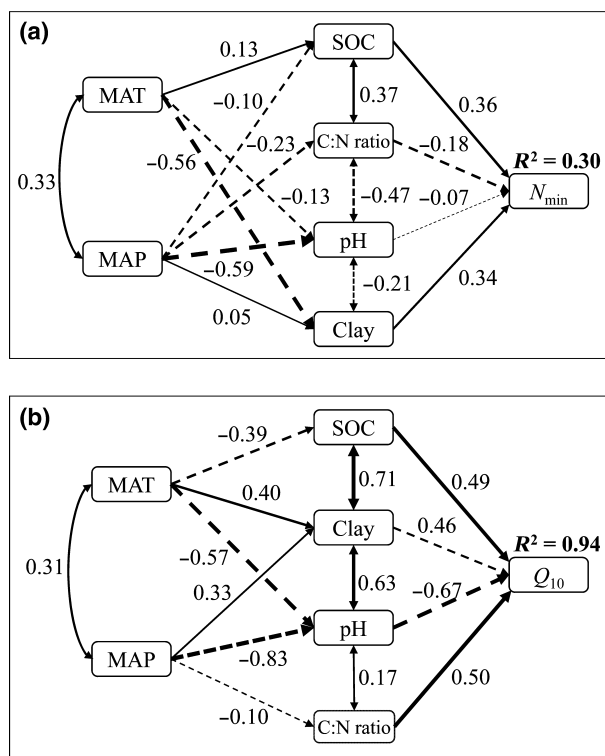 (a)
SOC
0.13
MAT
–0.10
0.37
0.36
–0.23
C:N ratio
–0.18
R² = 0.30
–0.56
0.33
–0.13
–0.47
–0.07
Nmin
MAP
pH
–0.59
–0.21
0.34
0.05
Clay
(b)
SOC
–0.39
MAT
0.40
0.71
0.49
Clay
0.46
R² = 0.94
–0.57
0.31
0.33
0.63
–0.67
Q10
pH
MAP
–0.83
0.17
0.50
–0.10
C:N ratio